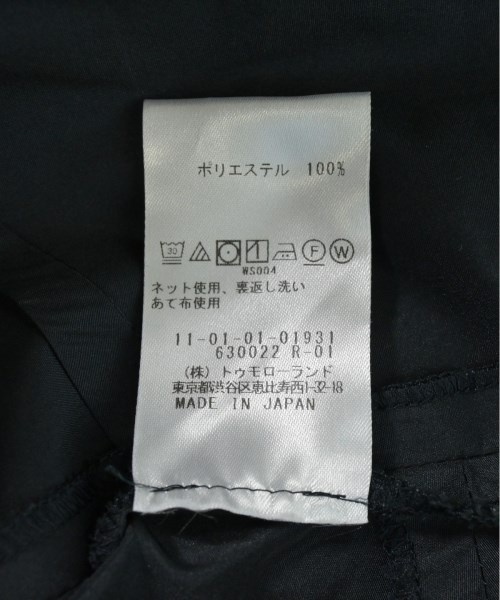 ポリエステル 100%
30 F W
WS004
ネット使用、裏返し洗い
あて布使用
11-01-01-01931
630022 R-01
(株)トゥモローランド
東京都渋谷区恵比寿西1-32-18
MADE IN JAPAN